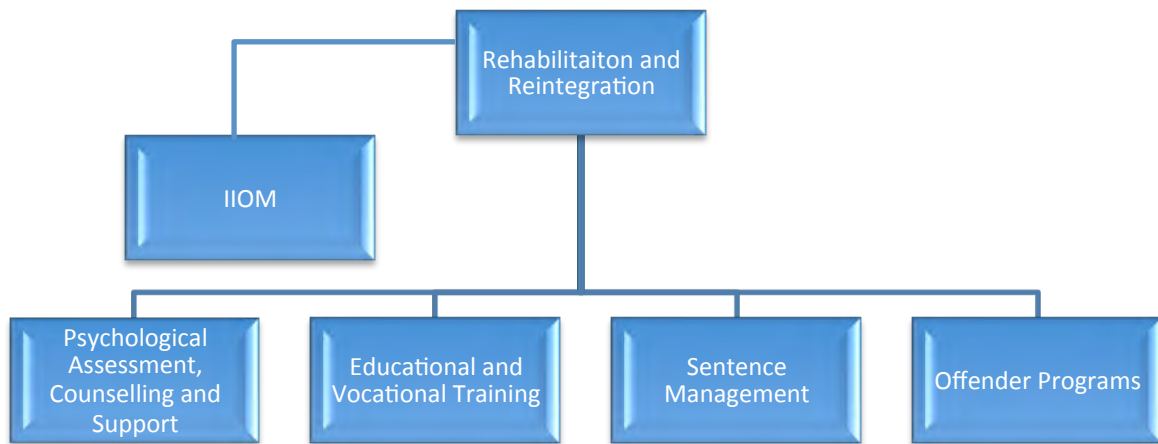 Rehabilitaiton and
Reintegration
IIOM
Psychological
Assessment,
Counselling and
Support
Educational and
Vocational Training
Sentence
Management
Offender Programs